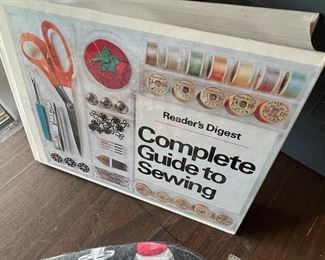 Reader's Digest
Complete
Guide to
Sewing